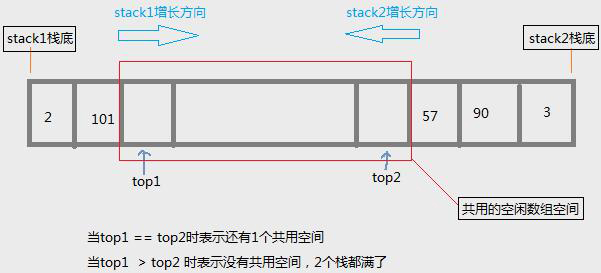 stack1增长方向
stack2增长方向
stack1栈底
stack2栈底
2
101
57
90
3
top1
top2
共用的空闲数组空间
当top1 == top2时表示还有1个共用空间
当top1 > top2 时表示没有共用空间，2个栈都满了